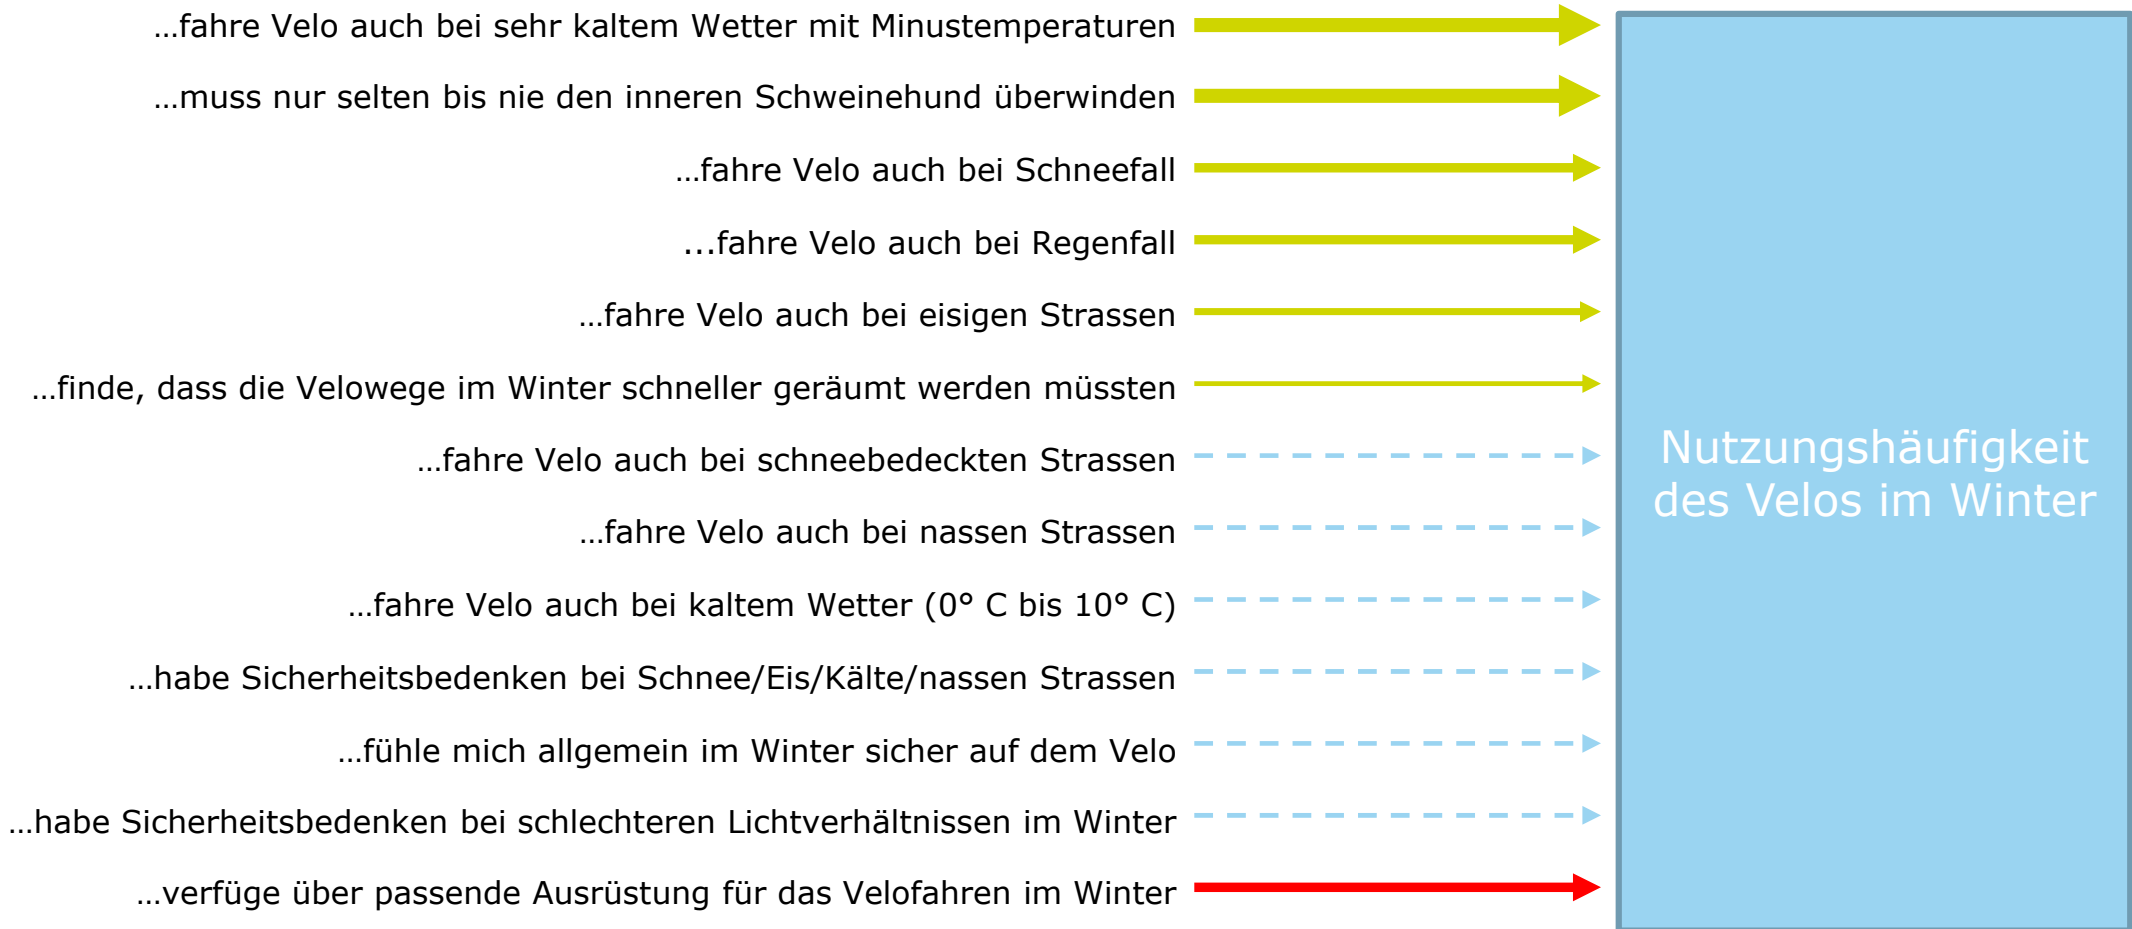 ...fahre Velo auch bei sehr kaltem Wetter mit Minustemperaturen
...muss nur selten bis nie den inneren Schweinehund überwinden
...fahre Velo auch bei Schneefall
...fahre Velo auch bei Regenfall
...fahre Velo auch bei eisigen Strassen
...finde, dass die Velowege im Winter schneller geräumt werden müssten
...fahre Velo auch bei schneebedeckten Strassen
...fahre Velo auch bei nassen Strassen
...fahre Velo auch bei kaltem Wetter (0° C bis 10° C)
...habe Sicherheitsbedenken bei Schnee/Eis/Kälte/nassen Strassen
...fühle mich allgemein im Winter sicher auf dem Velo
...habe Sicherheitsbedenken bei schlechteren Lichtverhältnissen im Winter
...verfüge über passende Ausrüstung für das Velofahren im Winter
Nutzungshäufigkeit
des Velos im Winter